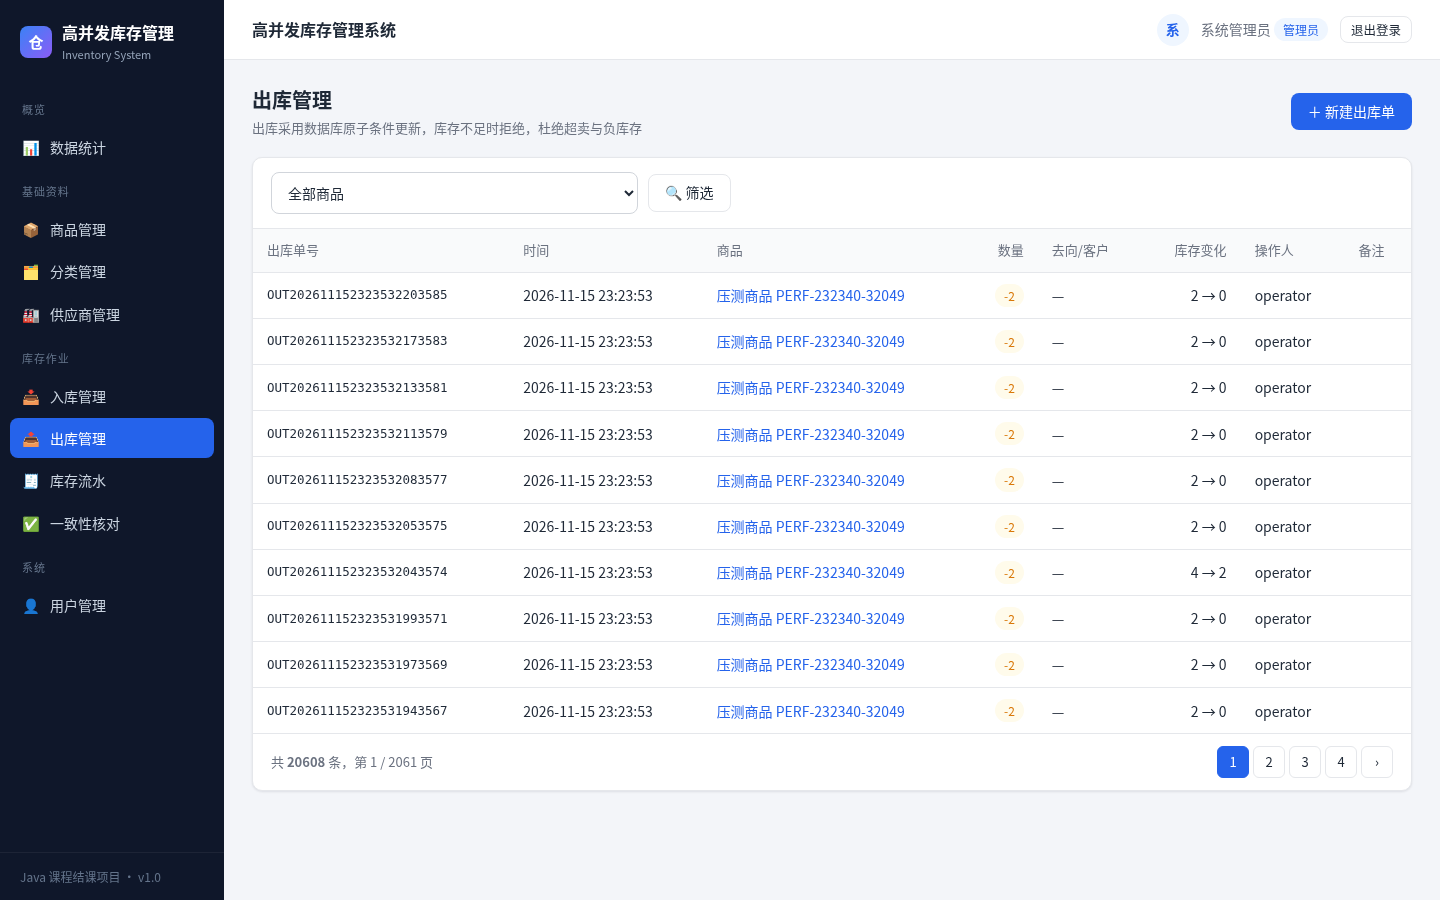 仓
高并发库存管理
Inventory System
概览
数据统计
基础资料
商品管理
分类管理
供应商管理
库存作业
入库管理
出库管理
库存流水
一致性核对
系统
用户管理
Java 课程结课项目 · v1.0
高并发库存管理系统
系 系统管理员 管理员 退出登录
出库管理
出库采用数据库原子条件更新，库存不足时拒绝，杜绝超卖与负库存
＋ 新建出库单
全部商品 筛选
出库单号 时间 商品 数量 去向/客户 库存变化 操作人 备注
OUT202611152323532203585 2026-11-15 23:23:53 压测商品 PERF-232340-32049 -2 — 2 → 0 operator
OUT202611152323532173583 2026-11-15 23:23:53 压测商品 PERF-232340-32049 -2 — 2 → 0 operator
OUT202611152323532133581 2026-11-15 23:23:53 压测商品 PERF-232340-32049 -2 — 2 → 0 operator
OUT202611152323532113579 2026-11-15 23:23:53 压测商品 PERF-232340-32049 -2 — 2 → 0 operator
OUT202611152323532083577 2026-11-15 23:23:53 压测商品 PERF-232340-32049 -2 — 2 → 0 operator
OUT202611152323532053575 2026-11-15 23:23:53 压测商品 PERF-232340-32049 -2 — 2 → 0 operator
OUT202611152323532043574 2026-11-15 23:23:53 压测商品 PERF-232340-32049 -2 — 4 → 2 operator
OUT202611152323531993571 2026-11-15 23:23:53 压测商品 PERF-232340-32049 -2 — 2 → 0 operator
OUT202611152323531973569 2026-11-15 23:23:53 压测商品 PERF-232340-32049 -2 — 2 → 0 operator
OUT202611152323531943567 2026-11-15 23:23:53 压测商品 PERF-232340-32049 -2 — 2 → 0 operator
共 20608 条，第 1 / 2061 页
1 2 3 4 ›